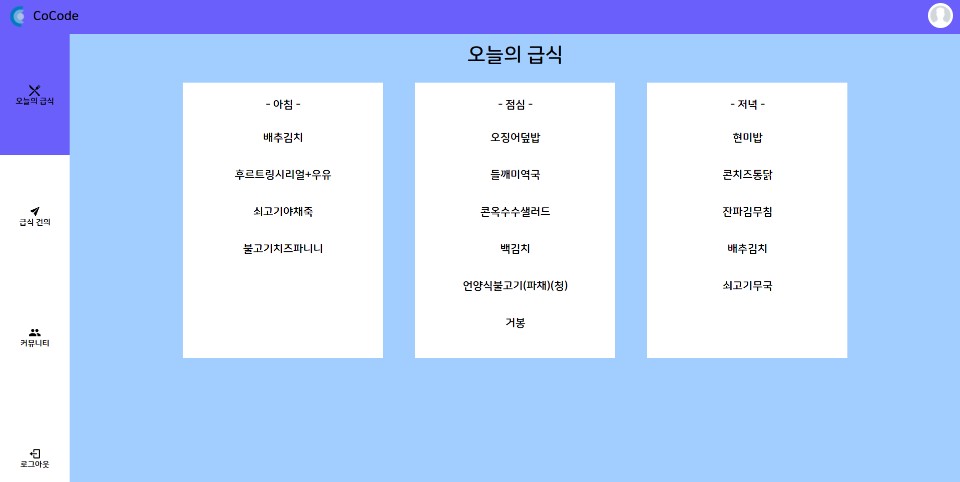 CoCode
오늘의 급식
급식 건의
커뮤니티
로그아웃
오늘의 급식
- 아침 -
배추김치
후르트링시리얼+우유
쇠고기야채죽
불고기치즈파니니
- 점심 -
오징어덮밥
들깨미역국
콘옥수수샐러드
백김치
언양식불고기(파채)(청)
거봉
- 저녁 -
현미밥
콘치즈통닭
잔파김무침
배추김치
쇠고기무국